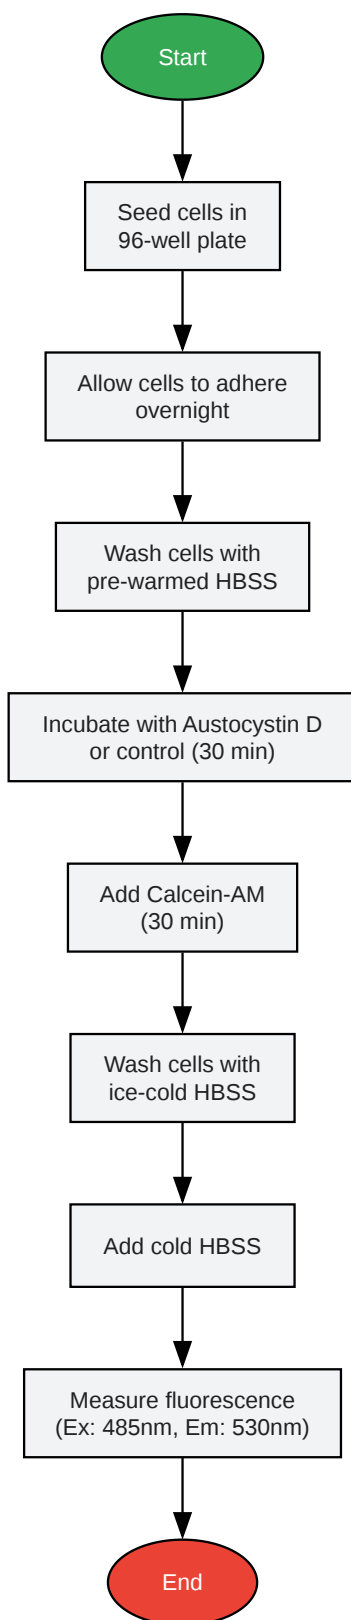 Start
Seed cells in
96-well plate
Allow cells to adhere
overnight
Wash cells with
pre-warmed HBSS
Incubate with Austocystin D
or control (30 min)
Add Calcein-AM
(30 min)
Wash cells with
ice-cold HBSS
Add cold HBSS
Measure fluorescence
(Ex: 485nm, Em: 530nm)
End